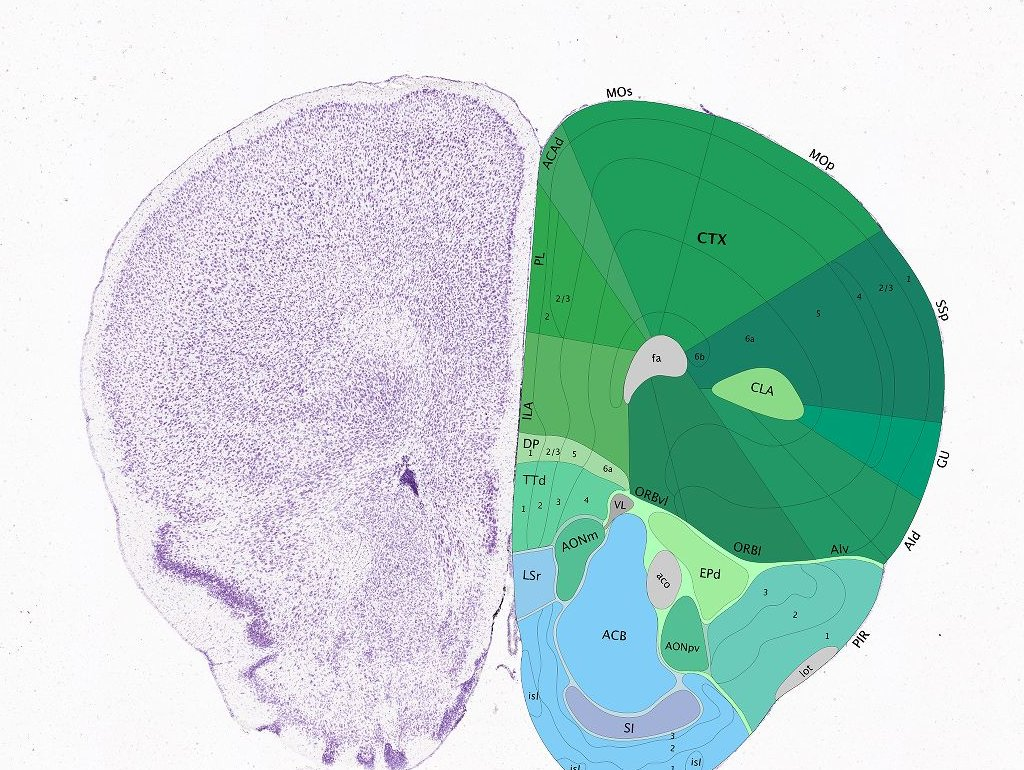 MOs
ACAd
MOp
CTX
PL
2/3
2
1
2/3
4
5
SSp
6a
6b
fa
CLA
ILA
GU
DP
1
2/3
5
6a
TTd
1
2
3
4
VL
ORBvl
AONm
ORBl
AIv
AId
LSr
aco
EPd
3
2
1
PIR
ACB
AONpv
lot
isl
SI
3
2
1
isl
isl